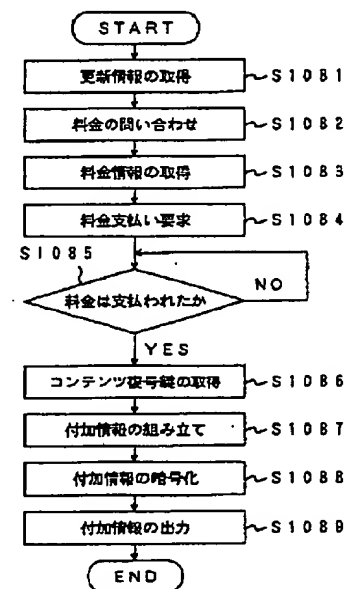 START
更新情報の取得 S1081
料金の問い合わせ S1082
料金情報の取得 S1083
料金支払い要求 S1084
S1085
料金は支払われたか NO
YES
コンテンツ復号鍵の取得 S1086
付加情報の組み立て S1087
付加情報の暗号化 S1088
付加情報の出力 S1089
END